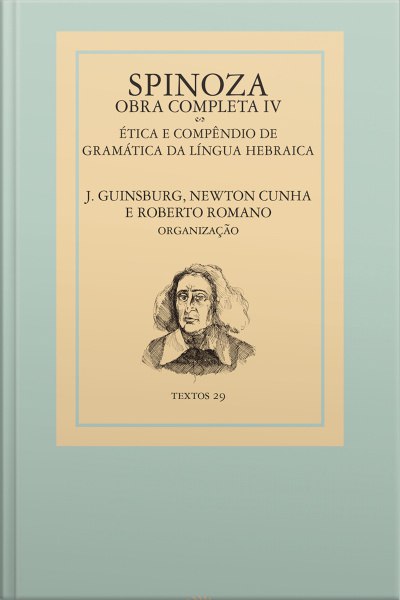 SPINOZA
OBRA COMPLETA IV
ÉTICA E COMPÊNDIO DE
GRAMÁTICA DA LÍNGUA HEBRAICA
J. GUINSBURG, NEWTON CUNHA
E ROBERTO ROMANO
ORGANIZAÇÃO
TEXTOS 29